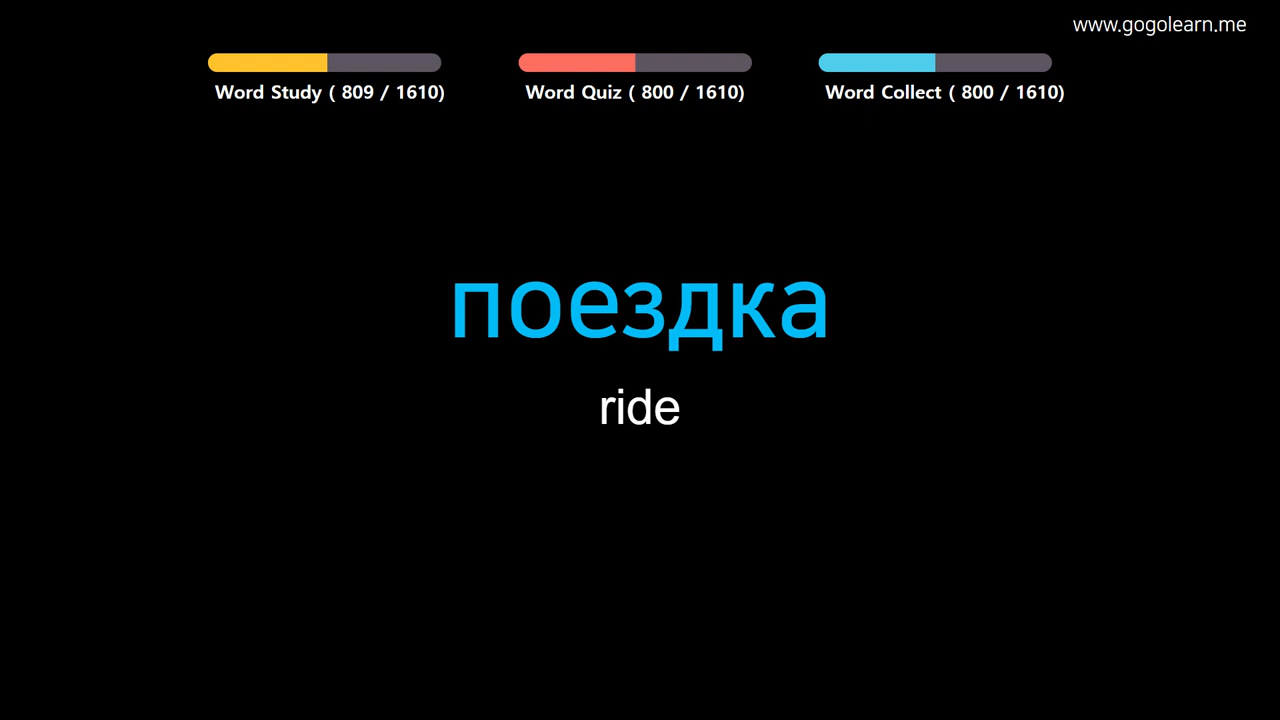 www.gogolearn.me
Word Study ( 809 / 1610)
Word Quiz ( 800 / 1610)
Word Collect ( 800 / 1610)
поездка
ride